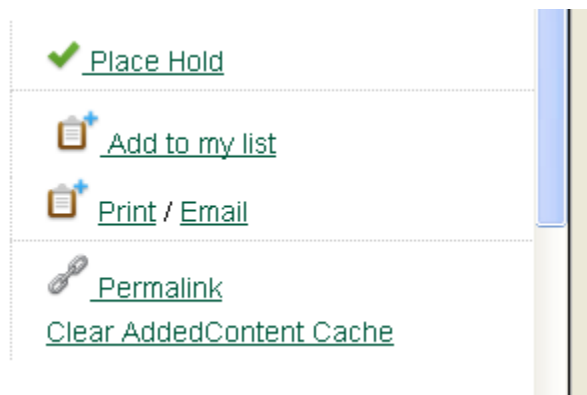 Place Hold
Add to my list
Print / Email
Permalink
Clear AddedContent Cache